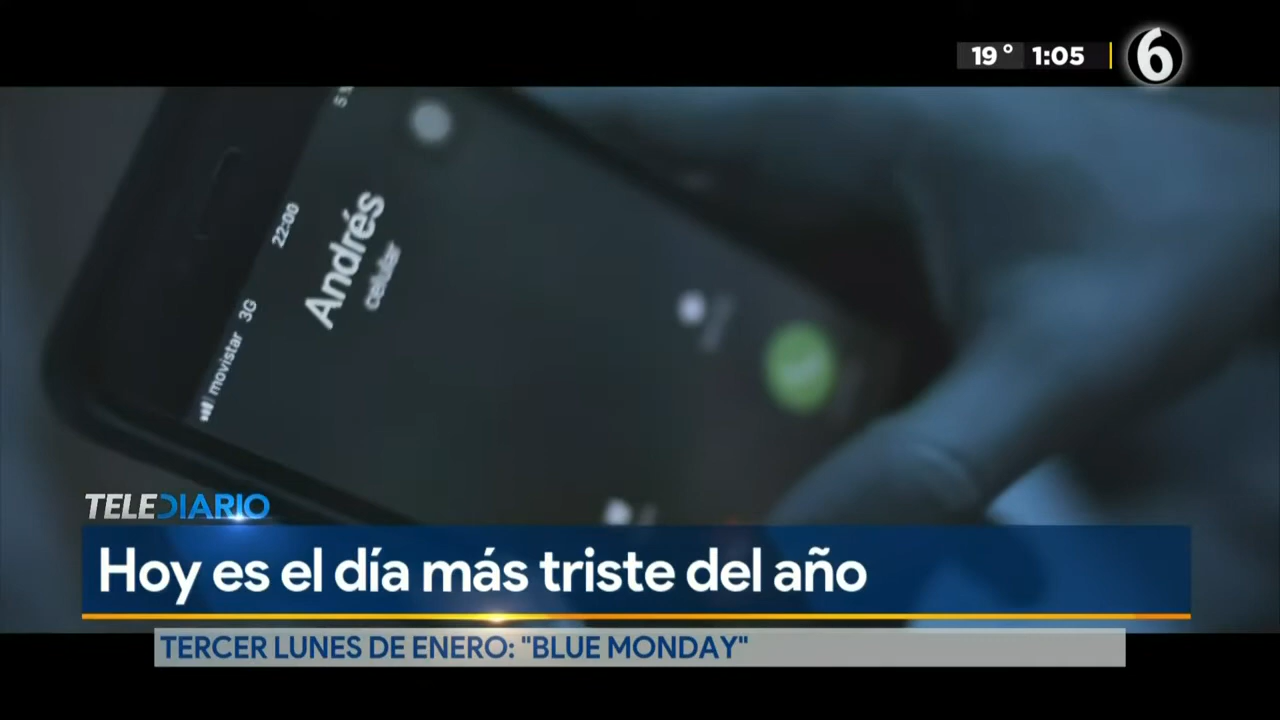 19° 1:05
6
22:00
Andrés
celular
movistar 3G
TELEDIARIO
Hoy es el día más triste del año
TERCER LUNES DE ENERO: "BLUE MONDAY"